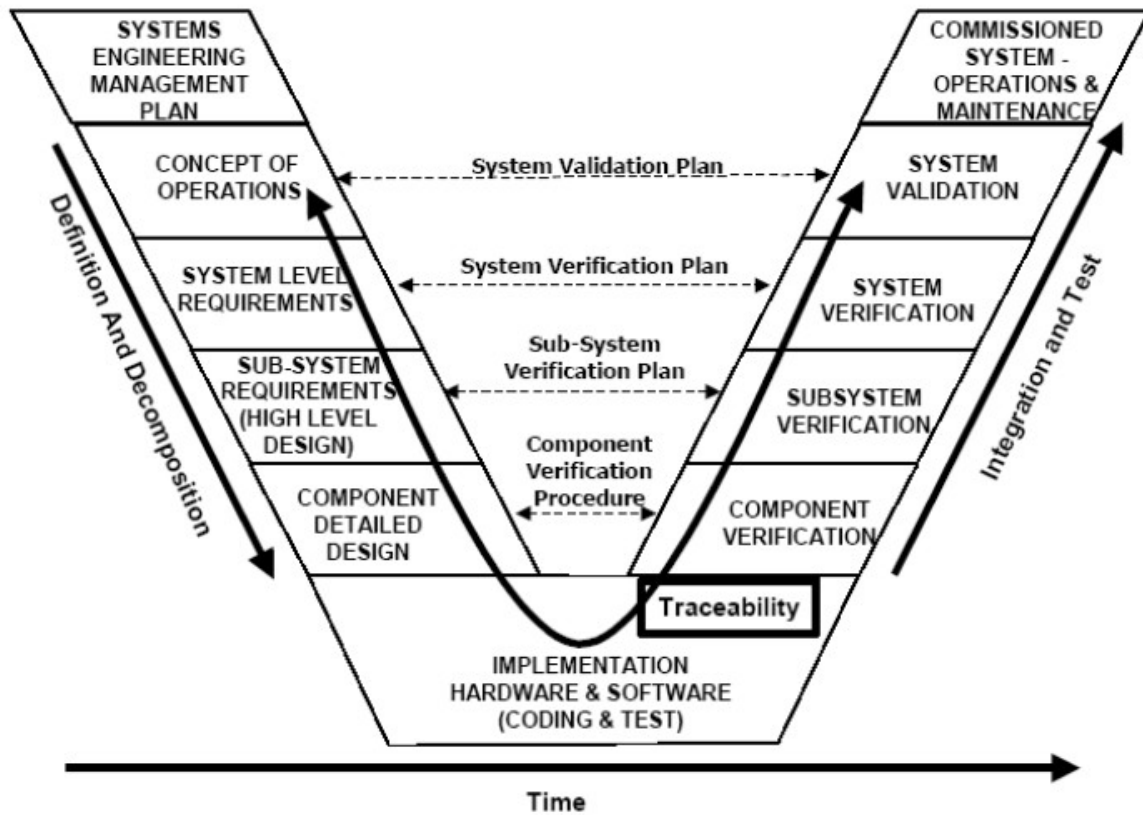 SYSTEMS
ENGINEERING
MANAGEMENT
PLAN
COMMISSIONED
SYSTEM -
OPERATIONS &
MAINTENANCE
CONCEPT OF
OPERATIONS
System Validation Plan
SYSTEM
VALIDATION
Definition And Decomposition
SYSTEM LEVEL
REQUIREMENTS
System Verification Plan
SYSTEM
VERIFICATION
Integration and Test
SUB-SYSTEM
REQUIREMENTS
(HIGH LEVEL
DESIGN)
Sub-System
Verification Plan
SUBSYSTEM
VERIFICATION
COMPONENT
DETAILED
DESIGN
Component
Verification
Procedure
COMPONENT
VERIFICATION
Traceability
IMPLEMENTATION
HARDWARE & SOFTWARE
(CODING & TEST)
Time